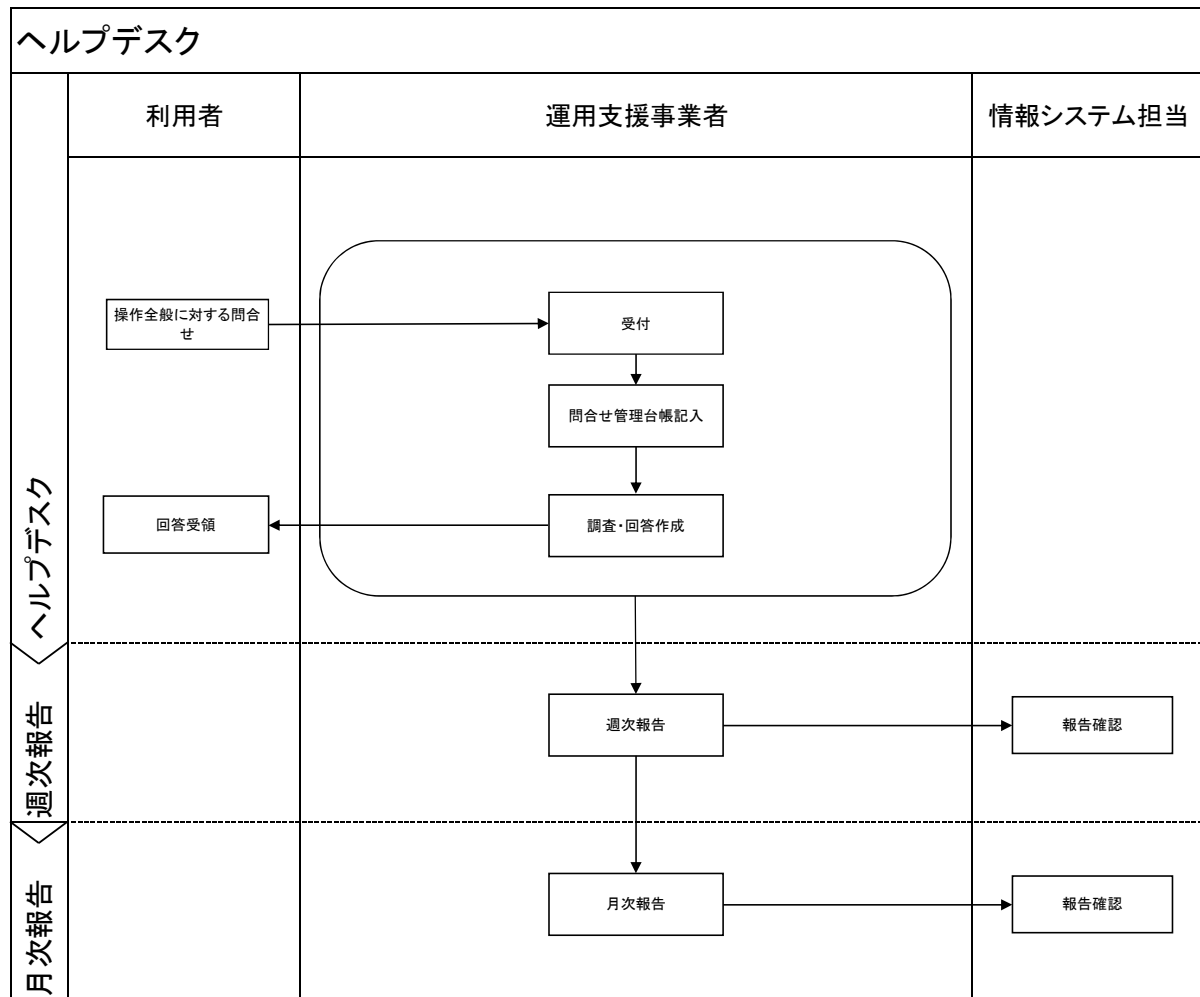 ヘルプデスク
利用者
運用支援事業者
情報システム担当
ヘルプデスク
操作全般に対する問合
せ
受付
問合せ管理台帳記入
回答受領
調査・回答作成
週次報告
週次報告
報告確認
月次報告
月次報告
報告確認